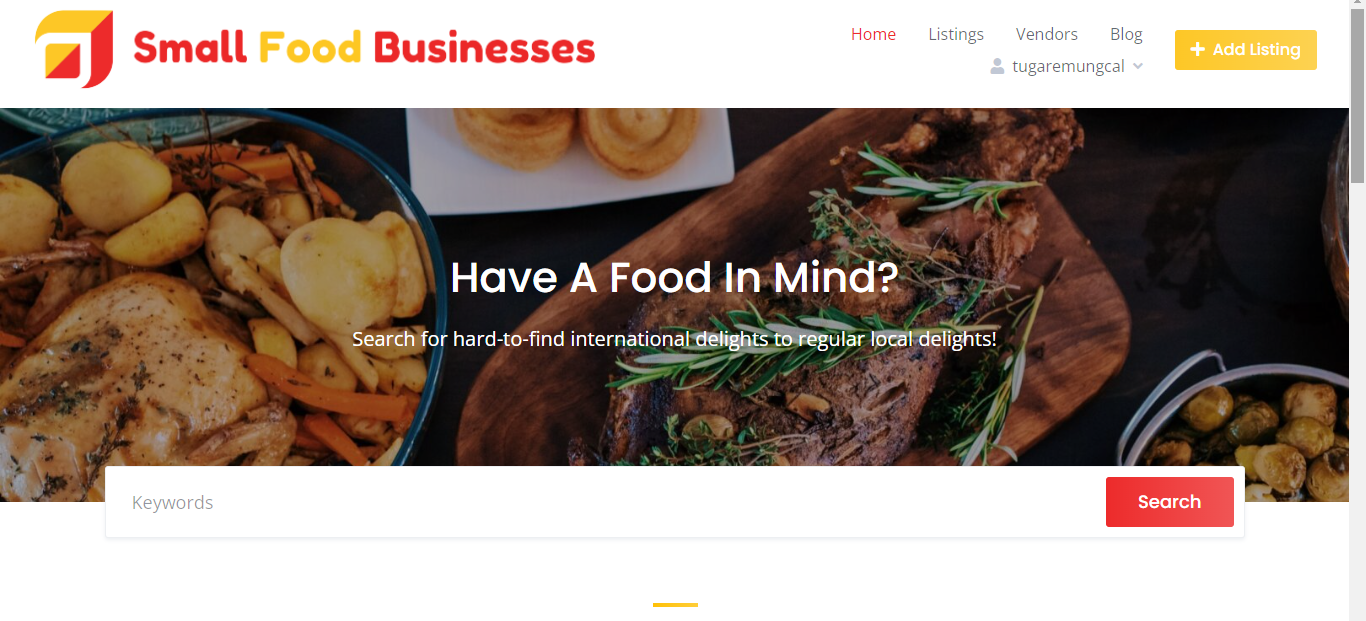 Small Food Businesses
Home Listings Vendors Blog
tugaremungcal
Add Listing
Have A Food In Mind?
Search for hard-to-find international delights to regular local delights!
Keywords
Search